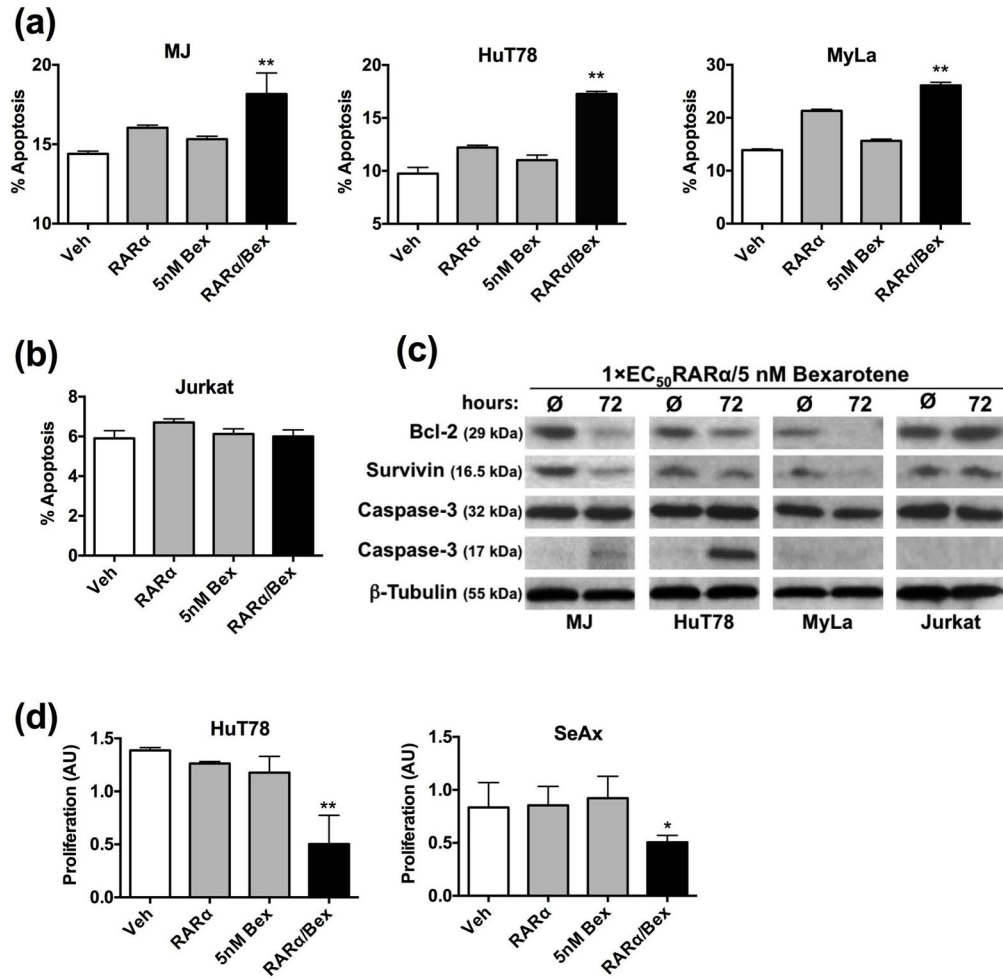 (a)
MJ
HuT78
MyLa
**
**
**
% Apoptosis
20
15
10
Veh
RARα
5nM Bex
RARα/Bex
% Apoptosis
20
15
10
5
Veh
RARα
5nM Bex
RARα/Bex
% Apoptosis
30
20
10
0
Veh
RARα
5nM Bex
RARα/Bex
(b)
Jurkat
% Apoptosis
8
6
4
2
0
Veh
RARα
5nM Bex
RARα/Bex
(c)
1×EC₅₀RARα/5 nM Bexarotene
hours: Ø 72 Ø 72 Ø 72 Ø 72
Bcl-2 (29 kDa)
Survivin (16.5 kDa)
Caspase-3 (32 kDa)
Caspase-3 (17 kDa)
β-Tubulin (55 kDa)
MJ HuT78 MyLa Jurkat
(d)
HuT78
Proliferation (AU)
1.5
1.0
0.5
0.0
**
Veh
RARα
5nM Bex
RARα/Bex
SeAx
Proliferation (AU)
1.5
1.0
0.5
0.0
*
Veh
RARα
5nM Bex
RARα/Bex